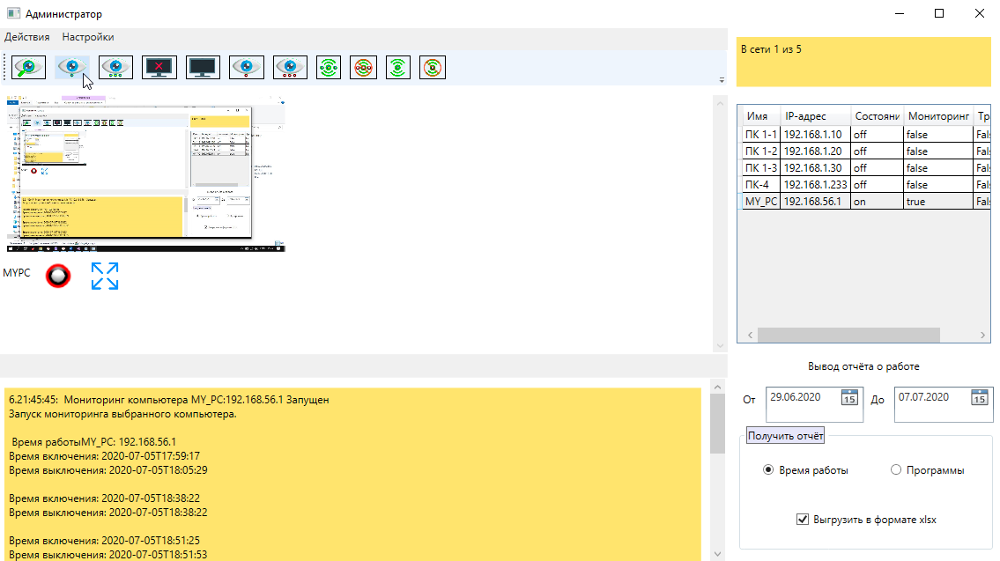 Администратор
Действия Настройки
В сети 1 из 5
Имя IP-адрес Состояни Мониторинг Тр
ПК 1-1 192.168.1.10 off false Fal
ПК 1-2 192.168.1.20 off false Fal
ПК 1-3 192.168.1.30 off false Fal
ПК-4 192.168.1.233 off false Fal
MY_PC 192.168.56.1 on true Fal
MYPC
6.21:45:45: Мониторинг компьютера MY_PC:192.168.56.1 Запущен
Запуск мониторинга выбранного компьютера.
Время работыMY_PC: 192.168.56.1
Время включения: 2020-07-05T17:59:17
Время выключения: 2020-07-05T18:05:29
Время включения: 2020-07-05T18:38:22
Время выключения: 2020-07-05T18:38:22
Время включения: 2020-07-05T18:51:25
Время выключения: 2020-07-05T18:51:53
Вывод отчёта о работе
От 29.06.2020 15 До 07.07.2020 15
Получить отчёт
Время работы Программы
Выгрузить в формате xlsx